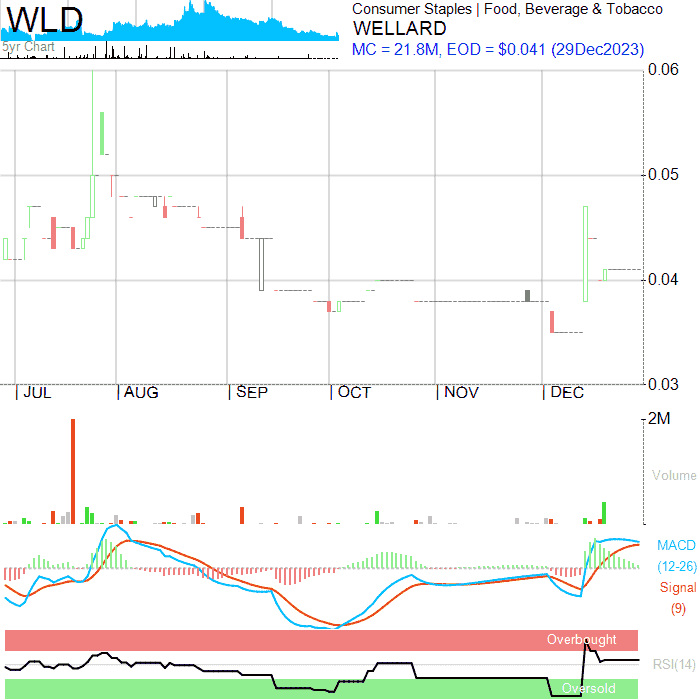 WLD
5yr Chart
Consumer Staples | Food, Beverage & Tobacco
WELLARD
MC = 21.8M, EOD = $0.041 (29Dec2023)
0.06
0.05
0.04
0.03
JUL AUG SEP OCT NOV DEC
2M
Volume
MACD
(12-26)
Signal
(9)
Overbought
RSI(14)
Oversold